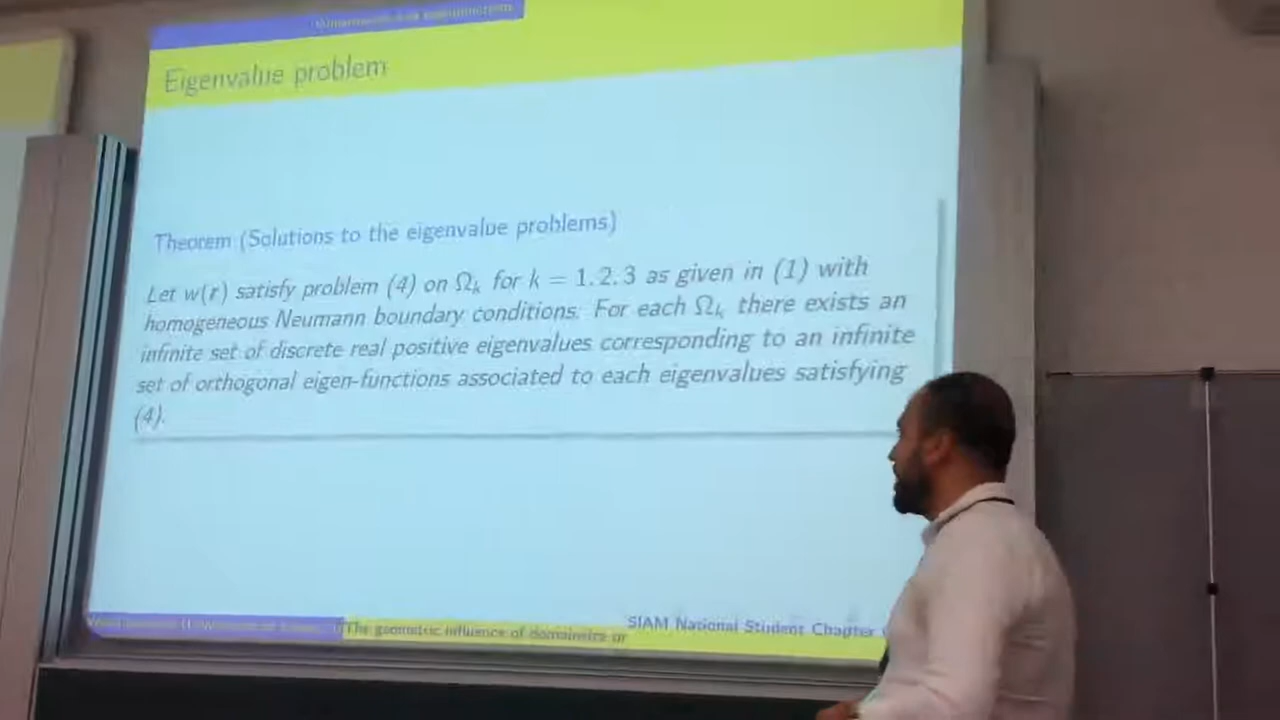 Eigenvalue problem
Theorem (Solutions to the eigenvalue problems)
Let w(r) satisfy problem (4) on Ωₖ for k = 1, 2, 3 as given in (1) with
homogeneous Neumann boundary conditions. For each Ωₖ there exists an
infinite set of discrete real positive eigenvalues corresponding to an infinite
set of orthogonal eigen-functions associated to each eigenvalues satisfying
(4).
The geometric influence of domainsize or
SIAM National Student Chapter